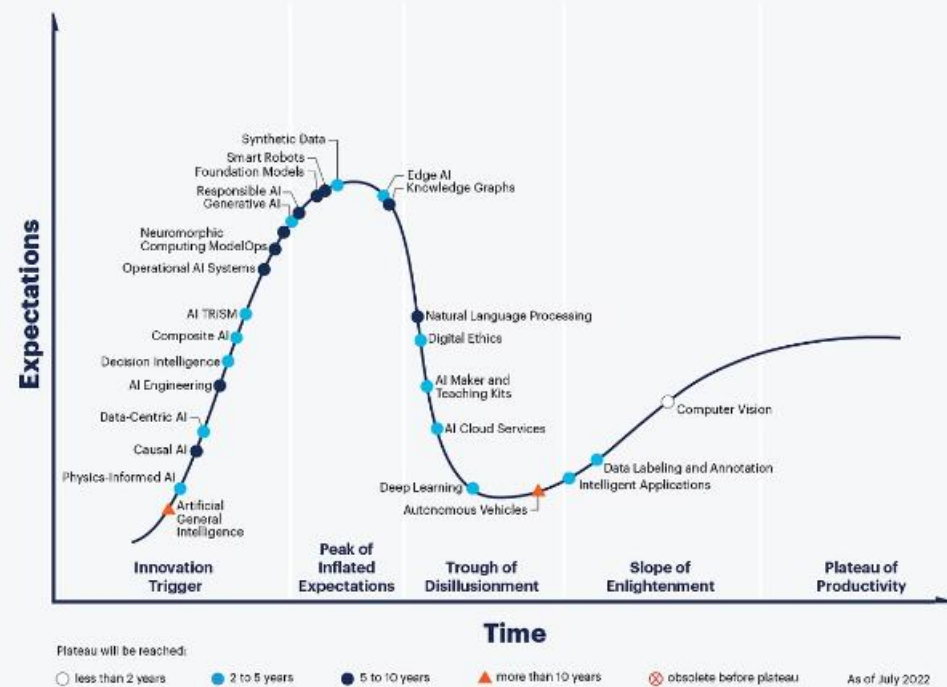 Expectations
Synthetic Data
Smart Robots
Foundation Models
Responsible AI
Generative AI
Neuromorphic
Computing ModelOps
Operational AI Systems
AI TRiSM
Composite AI
Decision Intelligence
AI Engineering
Data-Centric AI
Causal AI
Physics-Informed AI
Artificial
General
Intelligence
Edge AI
Knowledge Graphs
Natural Language Processing
Digital Ethics
AI Maker and
Teaching Kits
AI Cloud Services
Deep Learning
Autonomous Vehicles
Computer Vision
Data Labeling and Annotation
Intelligent Applications
Innovation
Trigger
Peak of
Inflated
Expectations
Trough of
Disillusionment
Slope of
Enlightenment
Plateau of
Productivity
Time
Plateau will be reached:
less than 2 years
2 to 5 years
5 to 10 years
more than 10 years
obsolete before plateau
As of July 2022